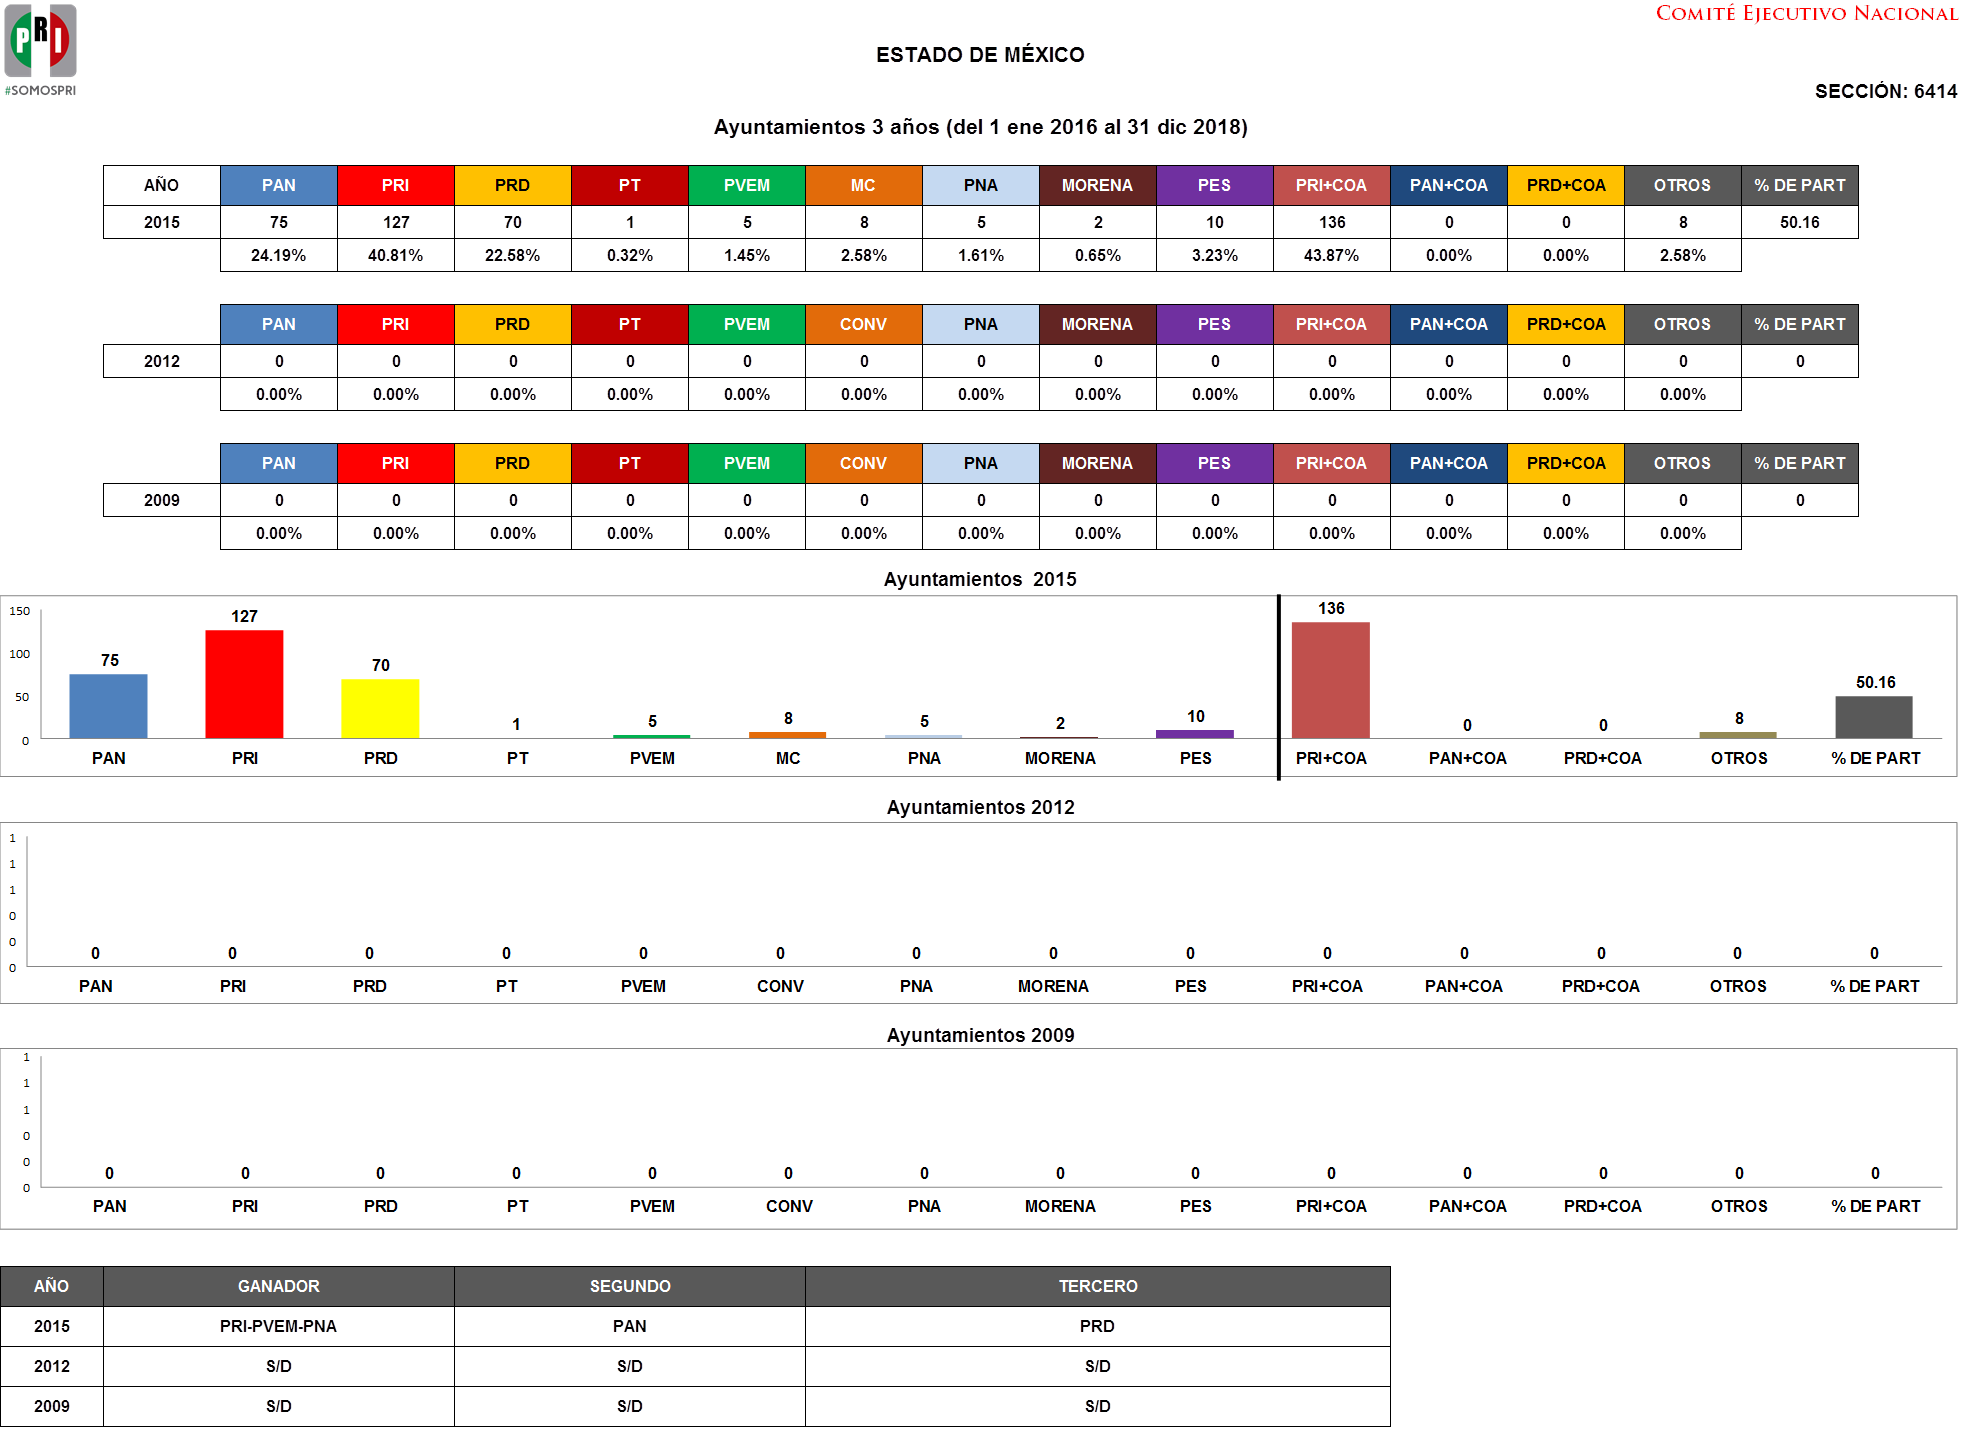 COMITÉ EJECUTIVO NACIONAL
PRI
#SOMOSPRI
ESTADO DE MÉXICO
SECCIÓN: 6414
Ayuntamientos 3 años (del 1 ene 2016 al 31 dic 2018)
AÑO PAN PRI PRD PT PVEM MC PNA MORENA PES PRI+COA PAN+COA PRD+COA OTROS % DE PART
2015 75 127 70 1 5 8 5 2 10 136 0 0 8 50.16
24.19% 40.81% 22.58% 0.32% 1.45% 2.58% 1.61% 0.65% 3.23% 43.87% 0.00% 0.00% 2.58%
PAN PRI PRD PT PVEM CONV PNA MORENA PES PRI+COA PAN+COA PRD+COA OTROS % DE PART
2012 0 0 0 0 0 0 0 0 0 0 0 0 0 0
0.00% 0.00% 0.00% 0.00% 0.00% 0.00% 0.00% 0.00% 0.00% 0.00% 0.00% 0.00% 0.00%
PAN PRI PRD PT PVEM CONV PNA MORENA PES PRI+COA PAN+COA PRD+COA OTROS % DE PART
2009 0 0 0 0 0 0 0 0 0 0 0 0 0 0
0.00% 0.00% 0.00% 0.00% 0.00% 0.00% 0.00% 0.00% 0.00% 0.00% 0.00% 0.00% 0.00%
Ayuntamientos 2015
150
100
50
0
75 127 70 1 5 8 5 2 10 136 0 0 8 50.16
PAN PRI PRD PT PVEM MC PNA MORENA PES PRI+COA PAN+COA PRD+COA OTROS % DE PART
Ayuntamientos 2012
1
1
1
0
0
0
0 0 0 0 0 0 0 0 0 0 0 0 0 0
PAN PRI PRD PT PVEM CONV PNA MORENA PES PRI+COA PAN+COA PRD+COA OTROS % DE PART
Ayuntamientos 2009
1
1
1
0
0
0
0 0 0 0 0 0 0 0 0 0 0 0 0 0
PAN PRI PRD PT PVEM CONV PNA MORENA PES PRI+COA PAN+COA PRD+COA OTROS % DE PART
AÑO GANADOR SEGUNDO TERCERO
2015 PRI-PVEM-PNA PAN PRD
2012 S/D S/D S/D
2009 S/D S/D S/D